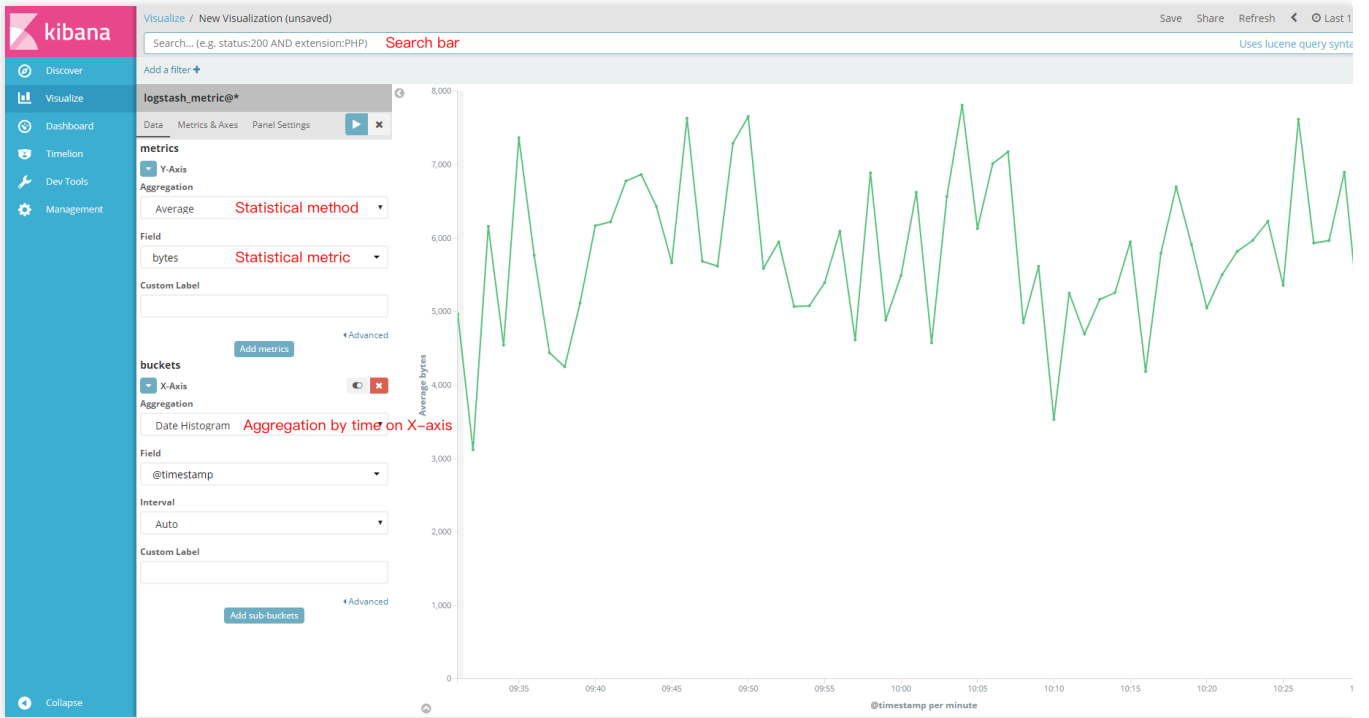 kibana
Discover
Visualize
Dashboard
Timelion
Dev Tools
Management
Collapse
Visualize / New Visualization (unsaved)
Save Share Refresh Last 1
Search... (e.g. status:200 AND extension:PHP) Search bar
Uses lucene query synta
Add a filter +
logstash_metric@*
Data Metrics & Axes Panel Settings
metrics
Y-Axis
Aggregation
Average Statistical method
Field
bytes Statistical metric
Custom Label
Advanced
Add metrics
buckets
X-Axis
Aggregation
Date Histogram Aggregation by time on X-axis
Field
@timestamp
Interval
Auto
Custom Label
Advanced
Add sub-buckets
8,000
7,000
6,000
5,000
4,000
3,000
2,000
1,000
0
Average bytes
09:35 09:40 09:45 09:50 09:55 10:00 10:05 10:10 10:15 10:20 10:25 1
@timestamp per minute